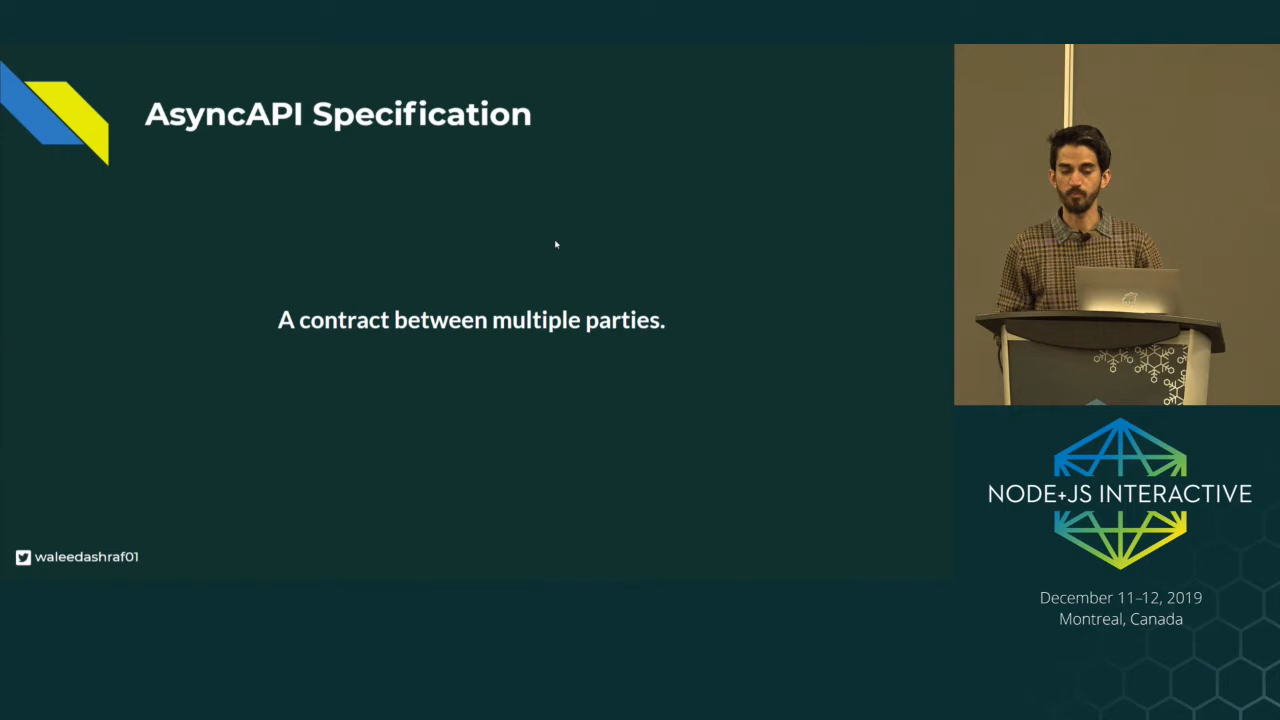 AsyncAPI Specification
A contract between multiple parties.
waleedashraf01
NODE+JS INTERACTIVE
December 11–12, 2019
Montreal, Canada